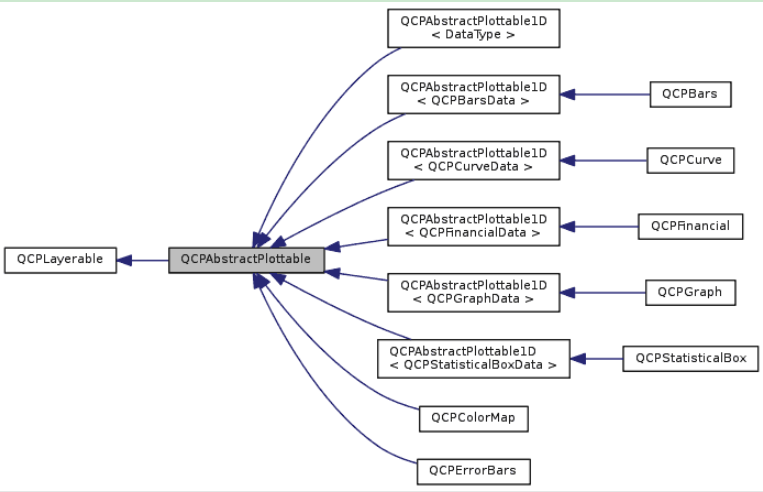 QCPAbstractPlottable1D
< DataType >
QCPAbstractPlottable1D
< QCPBarsData >
QCPBars
QCPAbstractPlottable1D
< QCPCurveData >
QCPCurve
QCPAbstractPlottable1D
< QCPFinancialData >
QCPFinancial
QCPLayerable
QCPAbstractPlottable
QCPAbstractPlottable1D
< QCPGraphData >
QCPGraph
QCPAbstractPlottable1D
< QCPStatisticalBoxData >
QCPStatisticalBox
QCPColorMap
QCPErrorBars